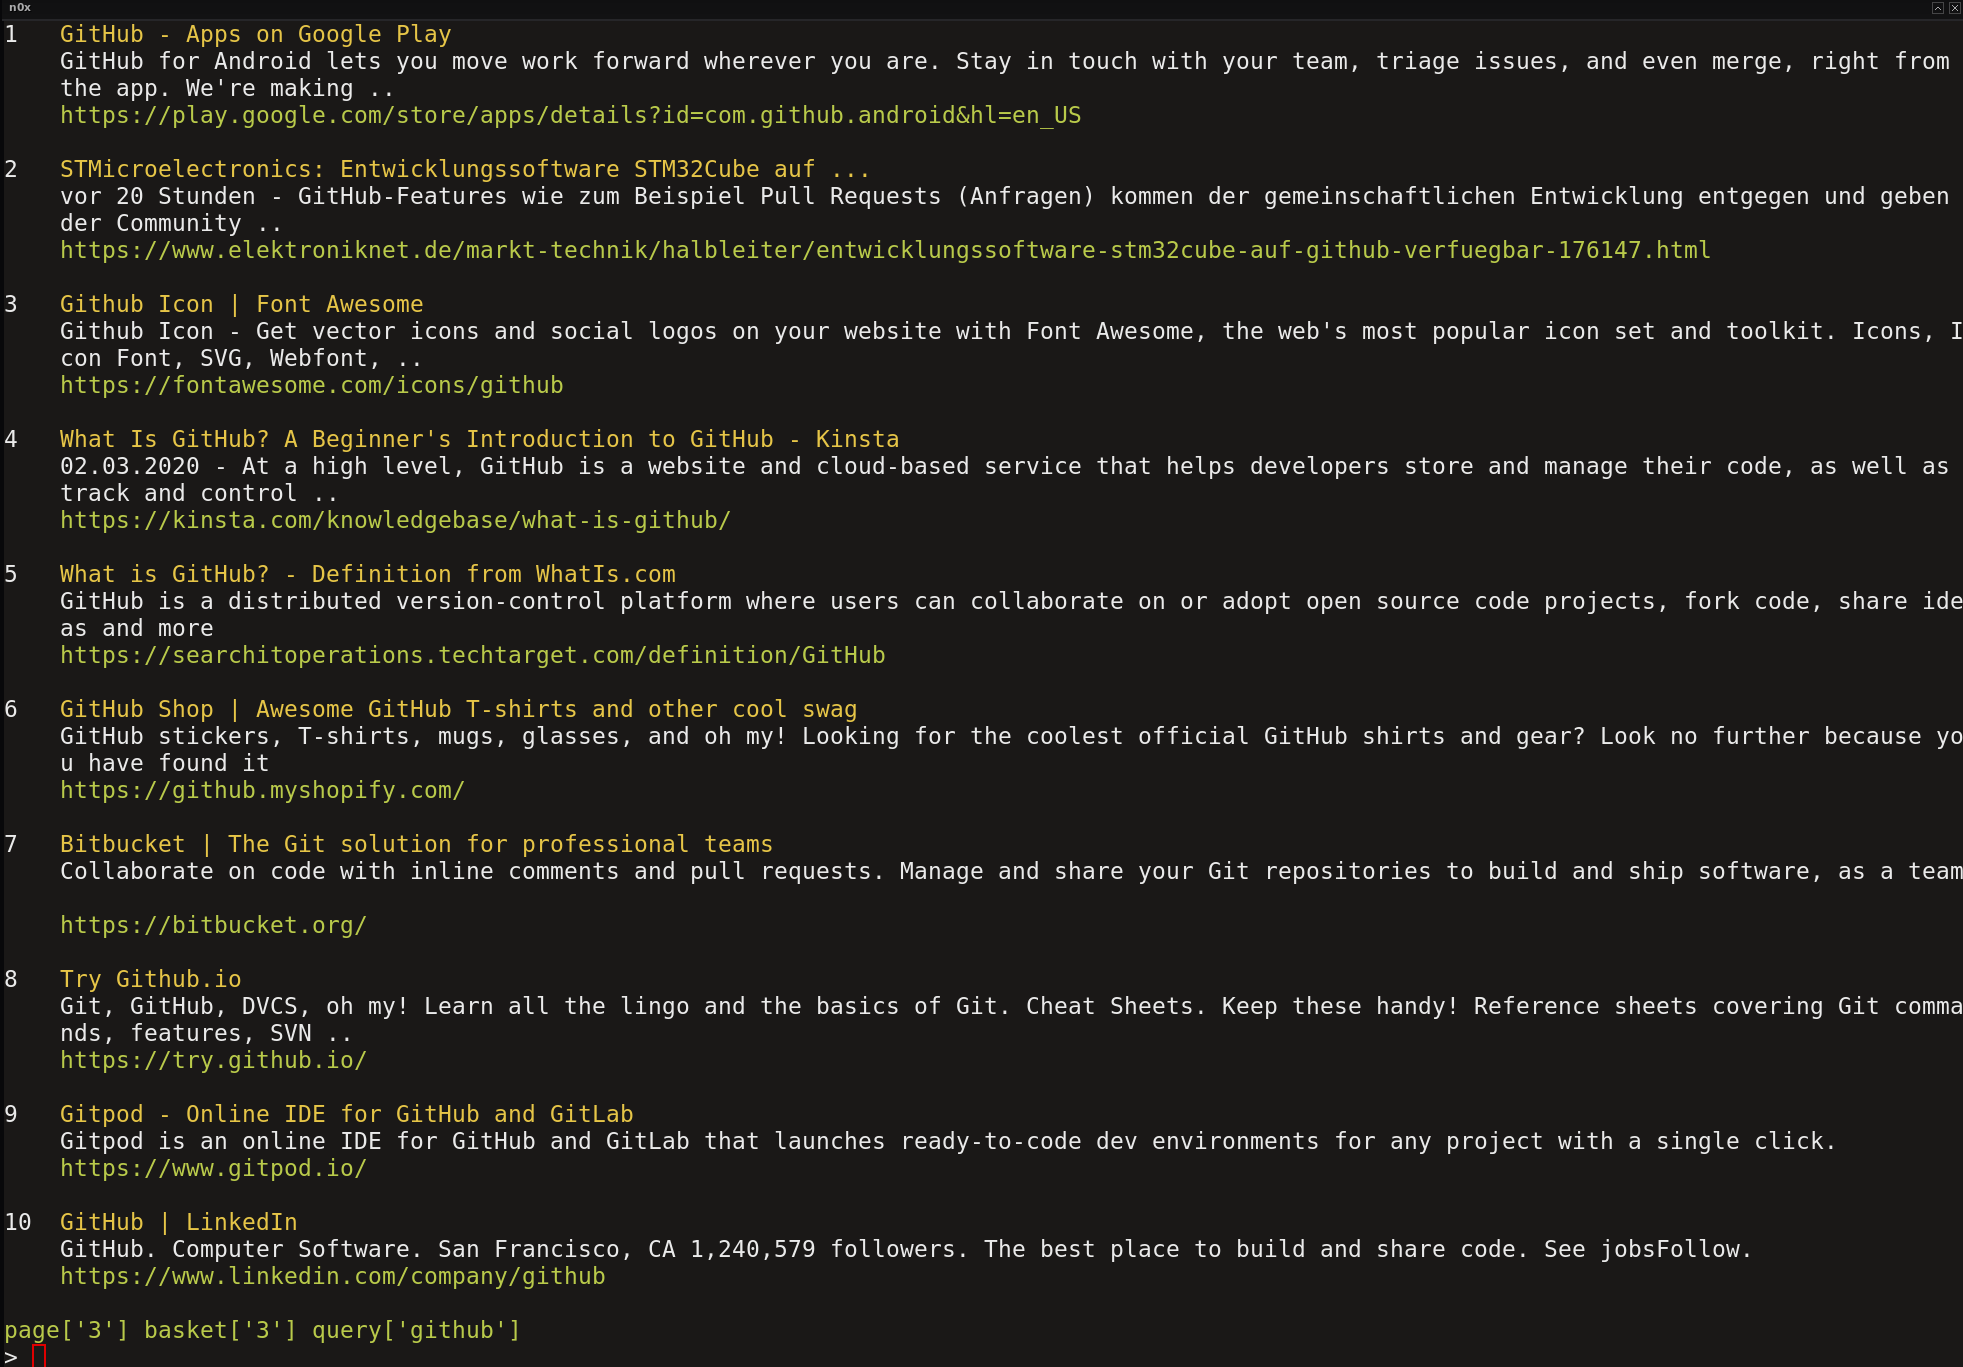 n0x
1 GitHub - Apps on Google Play
GitHub for Android lets you move work forward wherever you are. Stay in touch with your team, triage issues, and even merge, right from
the app. We're making ..
https://play.google.com/store/apps/details?id=com.github.android&hl=en_US
2 STMicroelectronics: Entwicklungssoftware STM32Cube auf ...
vor 20 Stunden - GitHub-Features wie zum Beispiel Pull Requests (Anfragen) kommen der gemeinschaftlichen Entwicklung entgegen und geben
der Community ..
https://www.elektroniknet.de/markt-technik/halbleiter/entwicklungssoftware-stm32cube-auf-github-verfuegbar-176147.html
3 Github Icon | Font Awesome
Github Icon - Get vector icons and social logos on your website with Font Awesome, the web's most popular icon set and toolkit. Icons, I
con Font, SVG, Webfont, ..
https://fontawesome.com/icons/github
4 What Is GitHub? A Beginner's Introduction to GitHub - Kinsta
02.03.2020 - At a high level, GitHub is a website and cloud-based service that helps developers store and manage their code, as well as
track and control ..
https://kinsta.com/knowledgebase/what-is-github/
5 What is GitHub? - Definition from WhatIs.com
GitHub is a distributed version-control platform where users can collaborate on or adopt open source code projects, fork code, share ide
as and more
https://searchitoperations.techtarget.com/definition/GitHub
6 GitHub Shop | Awesome GitHub T-shirts and other cool swag
GitHub stickers, T-shirts, mugs, glasses, and oh my! Looking for the coolest official GitHub shirts and gear? Look no further because yo
u have found it
https://github.myshopify.com/
7 Bitbucket | The Git solution for professional teams
Collaborate on code with inline comments and pull requests. Manage and share your Git repositories to build and ship software, as a team
https://bitbucket.org/
8 Try Github.io
Git, GitHub, DVCS, oh my! Learn all the lingo and the basics of Git. Cheat Sheets. Keep these handy! Reference sheets covering Git comma
nds, features, SVN ..
https://try.github.io/
9 Gitpod - Online IDE for GitHub and GitLab
Gitpod is an online IDE for GitHub and GitLab that launches ready-to-code dev environments for any project with a single click.
https://www.gitpod.io/
10 GitHub | LinkedIn
GitHub. Computer Software. San Francisco, CA 1,240,579 followers. The best place to build and share code. See jobsFollow.
https://www.linkedin.com/company/github
page['3'] basket['3'] query['github']
>